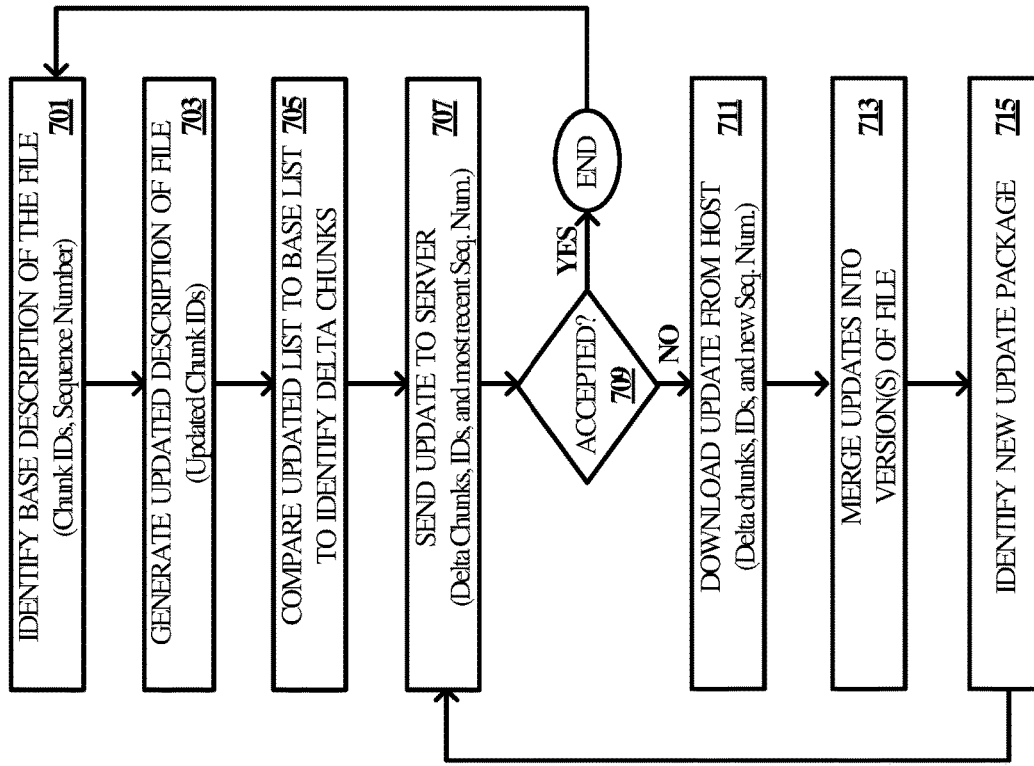 IDENTIFY BASE DESCRIPTION OF THE FILE
(Chunk IDs, Sequence Number)
701
GENERATE UPDATED DESCRIPTION OF FILE
(Updated Chunk IDs)
703
COMPARE UPDATED LIST TO BASE LIST
TO IDENTIFY DELTA CHUNKS
705
SEND UPDATE TO SERVER
(Delta Chunks, IDs, and most recent Seq. Num.)
707
ACCEPTED?
709
YES
END
NO
DOWNLOAD UPDATE FROM HOST
(Delta chunks, IDs, and new Seq. Num.)
711
MERGE UPDATES INTO
VERSION(S) OF FILE
713
IDENTIFY NEW UPDATE PACKAGE
715